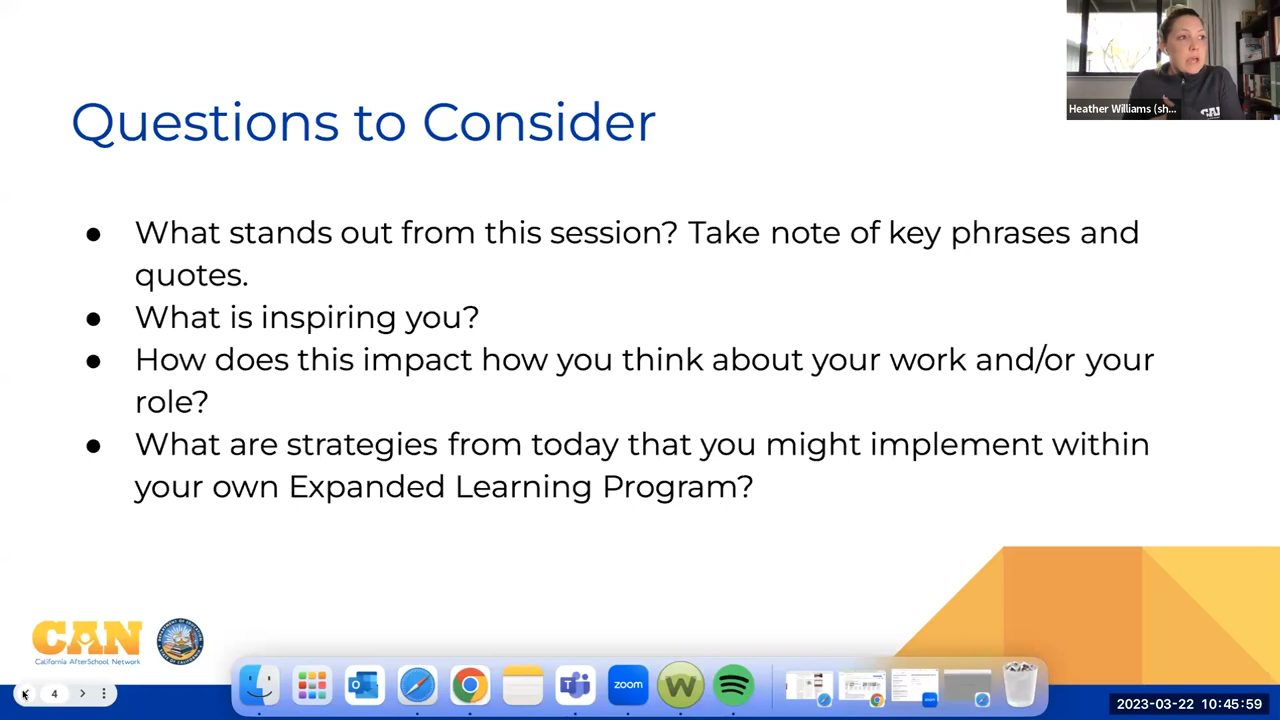 Heather Williams (sh...
CAN
Questions to Consider
● What stands out from this session? Take note of key phrases and
quotes.
● What is inspiring you?
● How does this impact how you think about your work and/or your
role?
● What are strategies from today that you might implement within
your own Expanded Learning Program?
CAN
California AfterSchool Network
4
zoom
W
2023-03-22 10:45:59